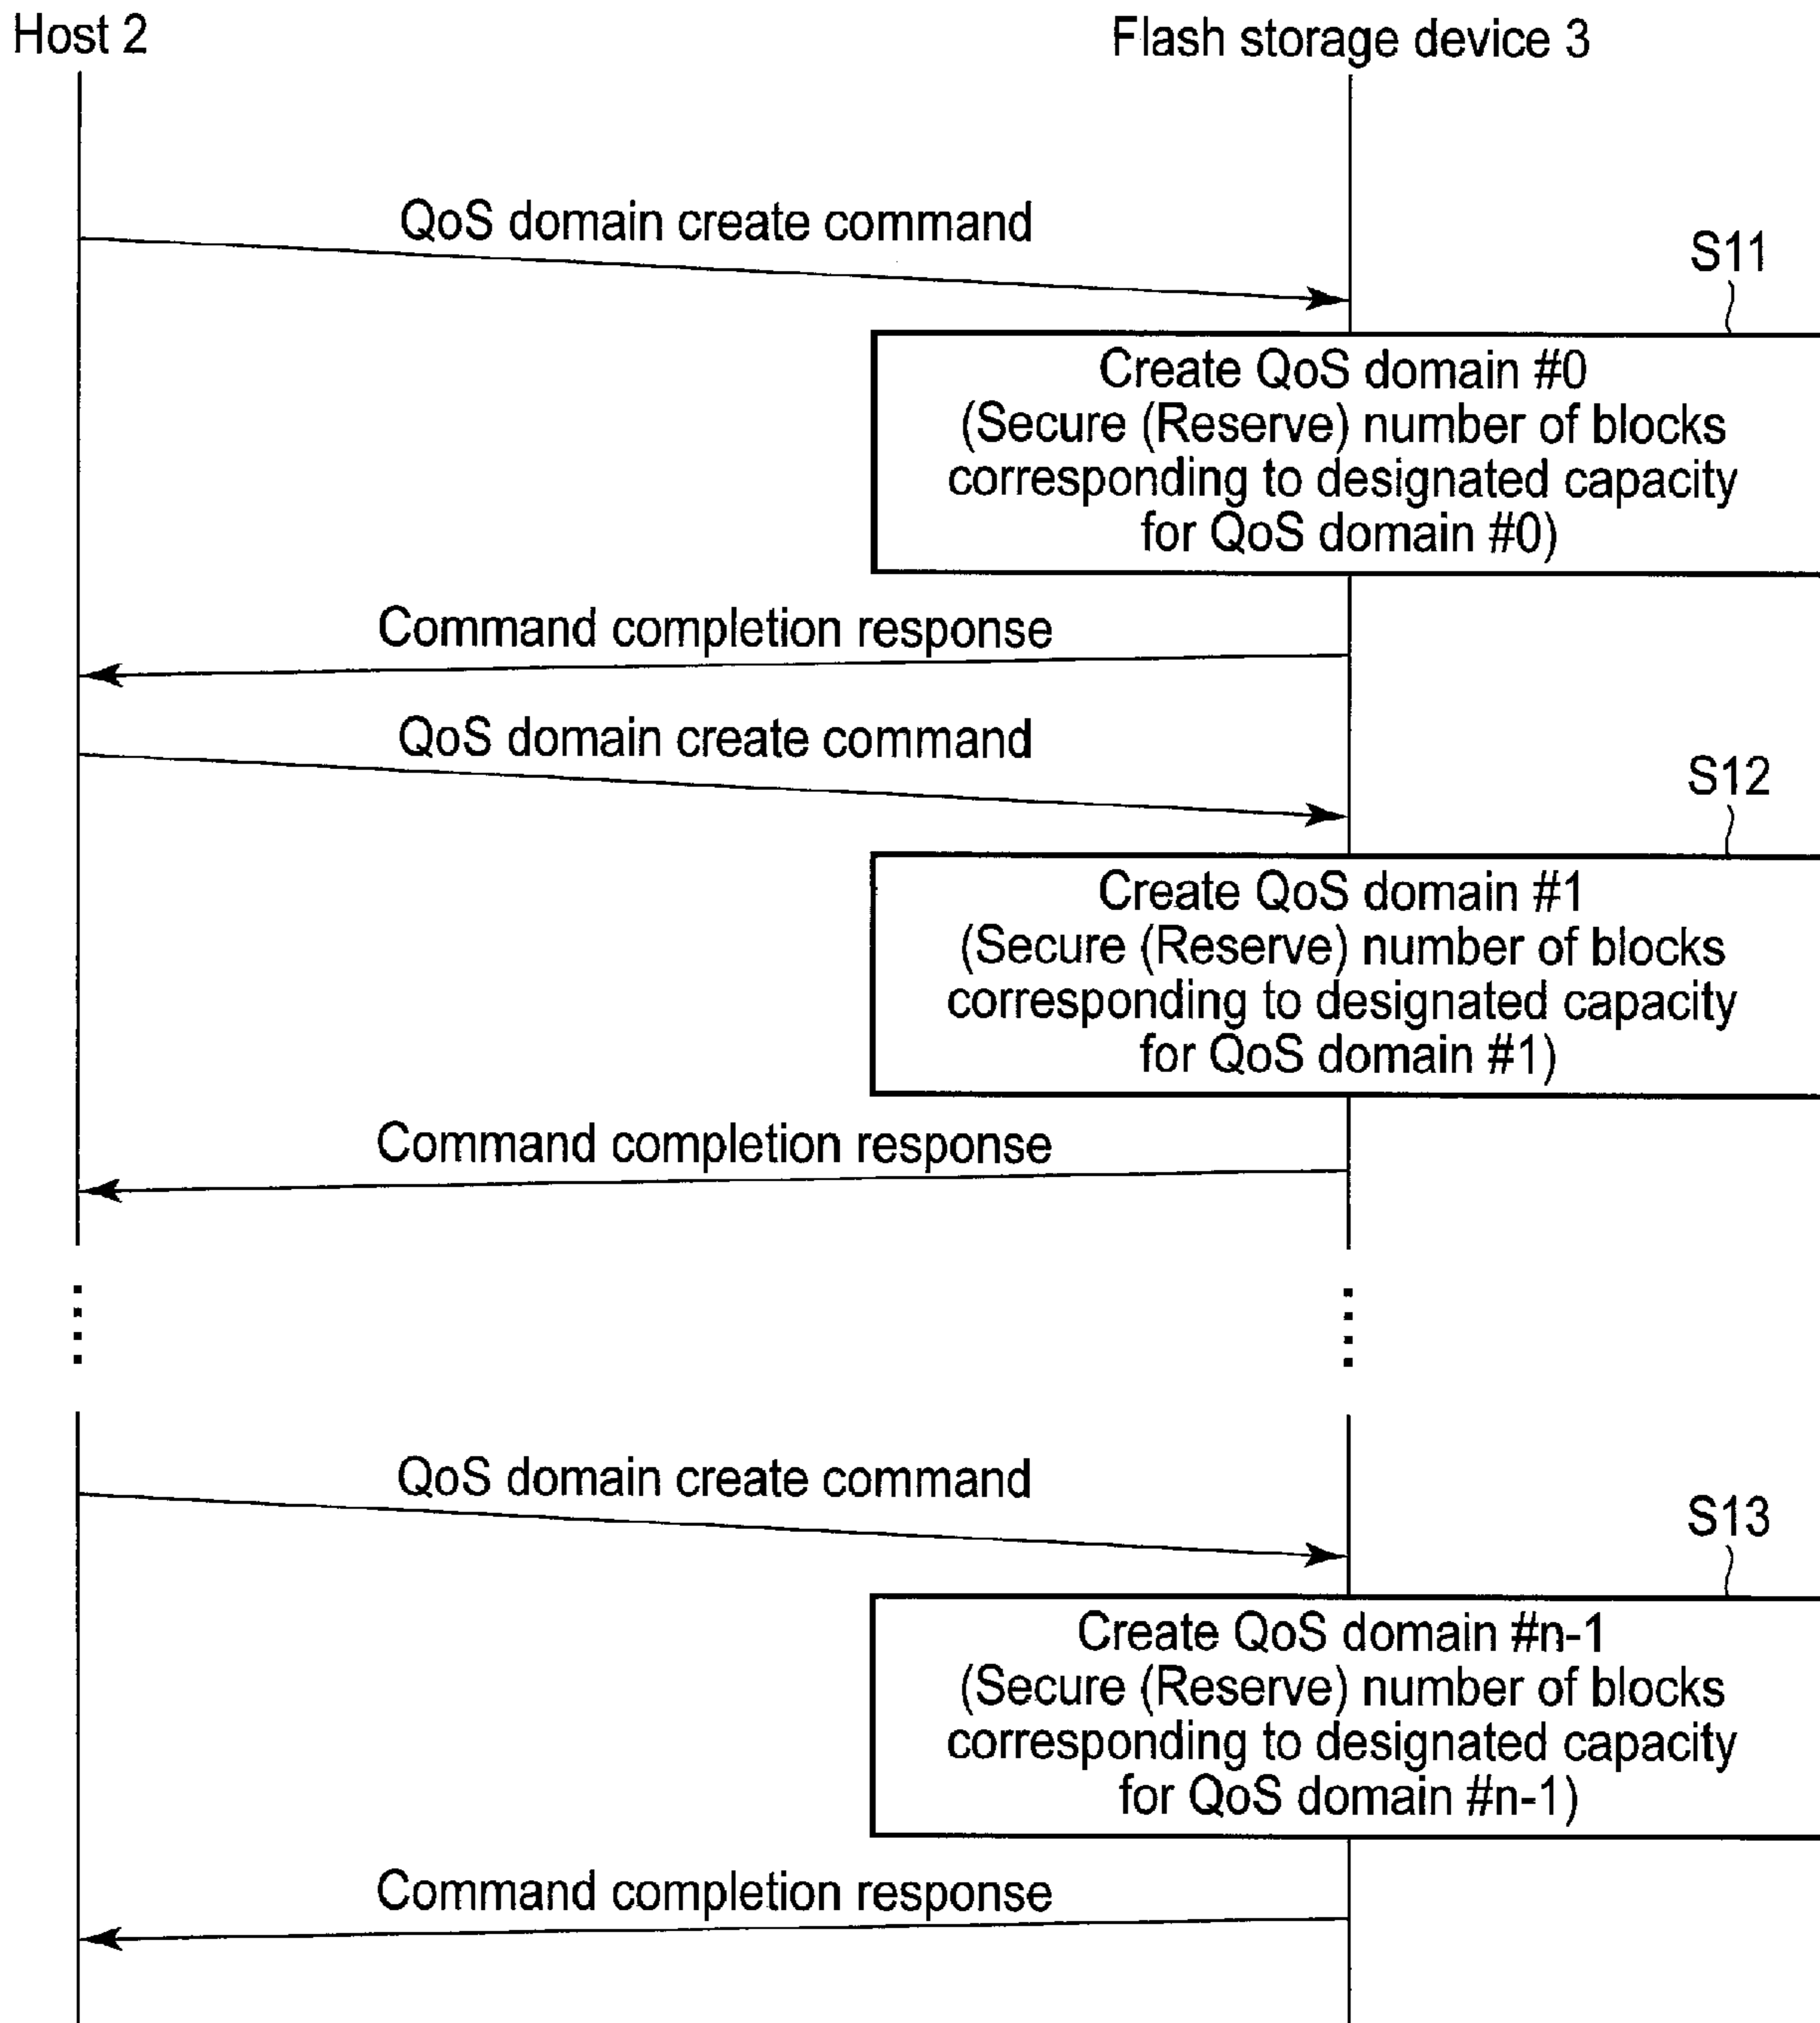 Host 2
Flash storage device 3
QoS domain create command
S11
Create QoS domain #0
(Secure (Reserve) number of blocks
corresponding to designated capacity
for QoS domain #0)
Command completion response
QoS domain create command
S12
Create QoS domain #1
(Secure (Reserve) number of blocks
corresponding to designated capacity
for QoS domain #1)
Command completion response
QoS domain create command
S13
Create QoS domain #n-1
(Secure (Reserve) number of blocks
corresponding to designated capacity
for QoS domain #n-1)
Command completion response